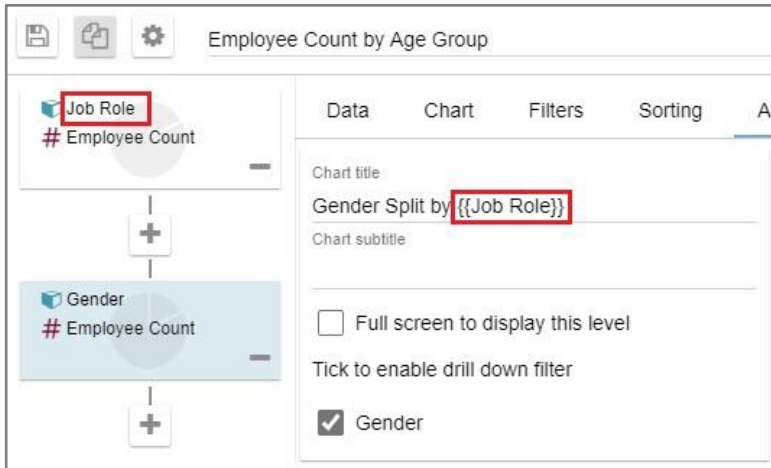 Employee Count by Age Group
Job Role
# Employee Count
Gender
# Employee Count
Data Chart Filters Sorting A
Chart title
Gender Split by {{Job Role}}
Chart subtitle
Full screen to display this level
Tick to enable drill down filter
Gender